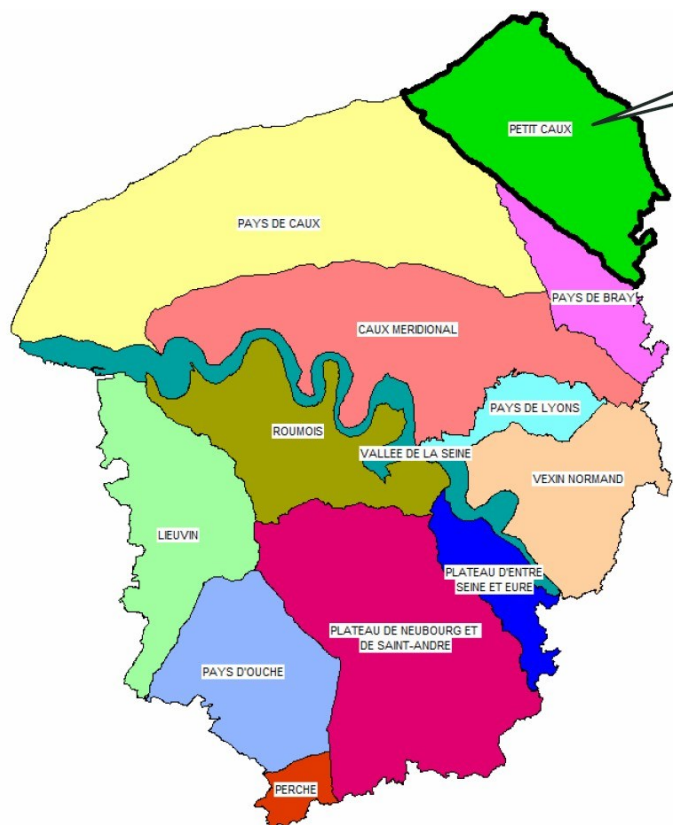 PETIT CAUX
PAYS DE CAUX
PAYS DE BRAY
CAUX MERIDIONAL
PAYS DE LYONS
ROUMOIS
VALLEE DE LA SEINE
VEXIN NORMAND
LIEUVIN
PLATEAU D'ENTRE
SEINE ET EURE
PLATEAU DE NEUBOURG ET
DE SAINT-ANDRE
PAYS D'OUCHE
PERCHE